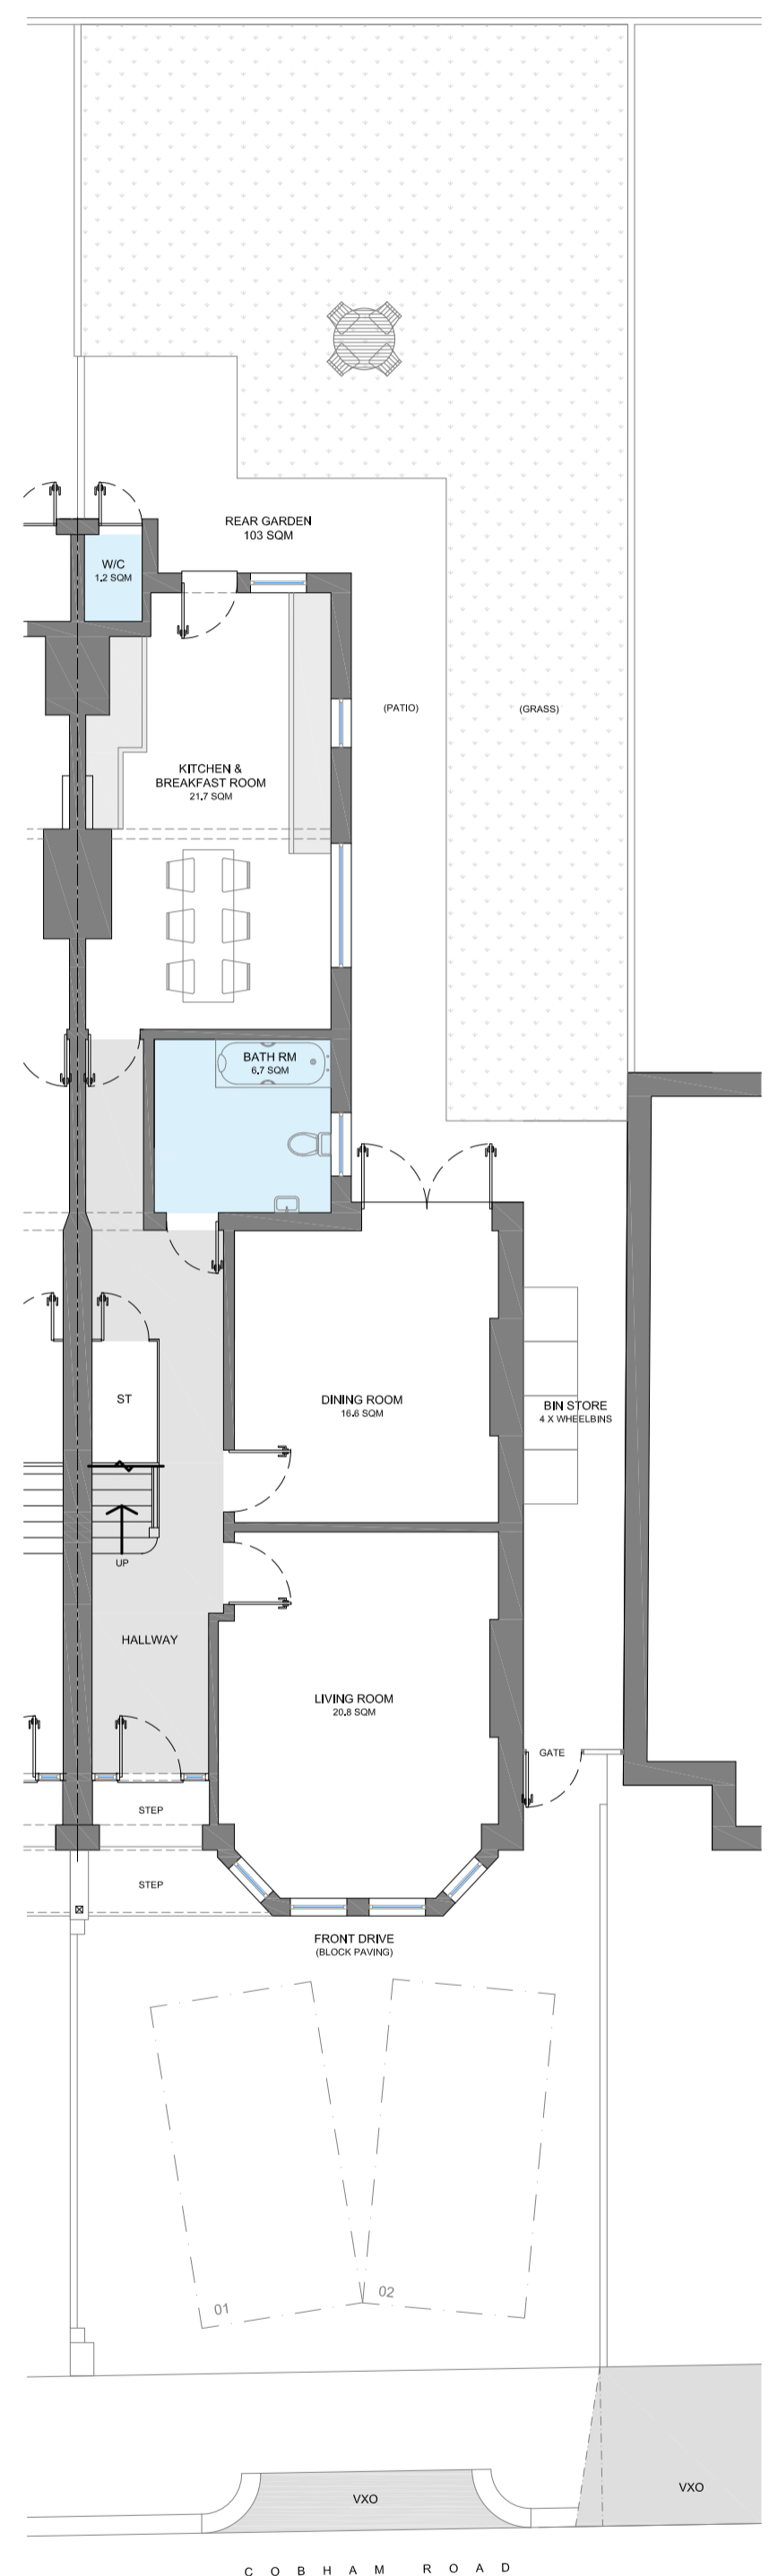 REAR GARDEN
103 SQM
W/C
1.2 SQM
(PATIO)
(GRASS)
KITCHEN &
BREAKFAST ROOM
21.7 SQM
BATH RM
6.7 SQM
ST
DINING ROOM
16.6 SQM
BIN STORE
4 X WHEELBINS
UP
HALLWAY
LIVING ROOM
20.8 SQM
GATE
STEP
STEP
FRONT DRIVE
(BLOCK PAVING)
01
02
VXO
VXO
COBHAM ROAD